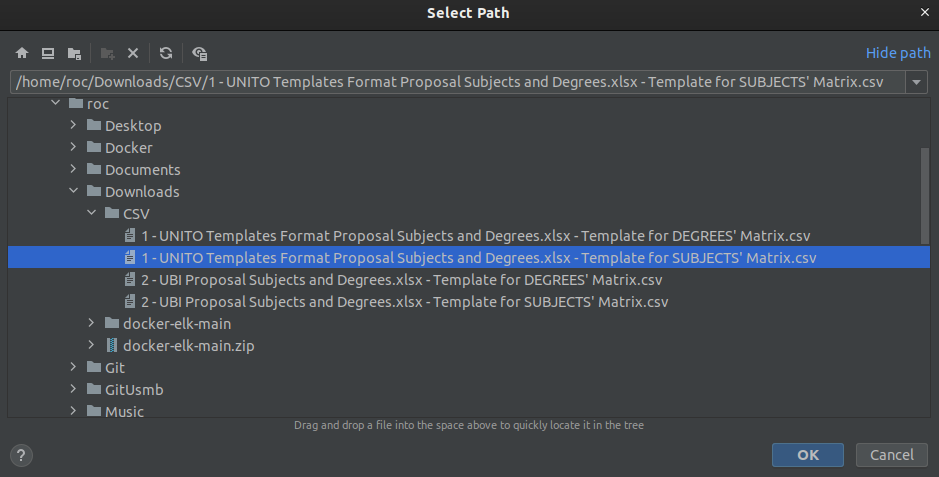 Select Path
Hide path
/home/roc/Downloads/CSV/1 - UNITO Templates Format Proposal Subjects and Degrees.xlsx - Template for SUBJECTS' Matrix.csv
roc
Desktop
Docker
Documents
Downloads
CSV
1 - UNITO Templates Format Proposal Subjects and Degrees.xlsx - Template for DEGREES' Matrix.csv
1 - UNITO Templates Format Proposal Subjects and Degrees.xlsx - Template for SUBJECTS' Matrix.csv
2 - UBI Proposal Subjects and Degrees.xlsx - Template for DEGREES' Matrix.csv
2 - UBI Proposal Subjects and Degrees.xlsx - Template for SUBJECTS' Matrix.csv
docker-elk-main
docker-elk-main.zip
Git
GitUsmb
Music
Drag and drop a file into the space above to quickly locate it in the tree
? OK Cancel